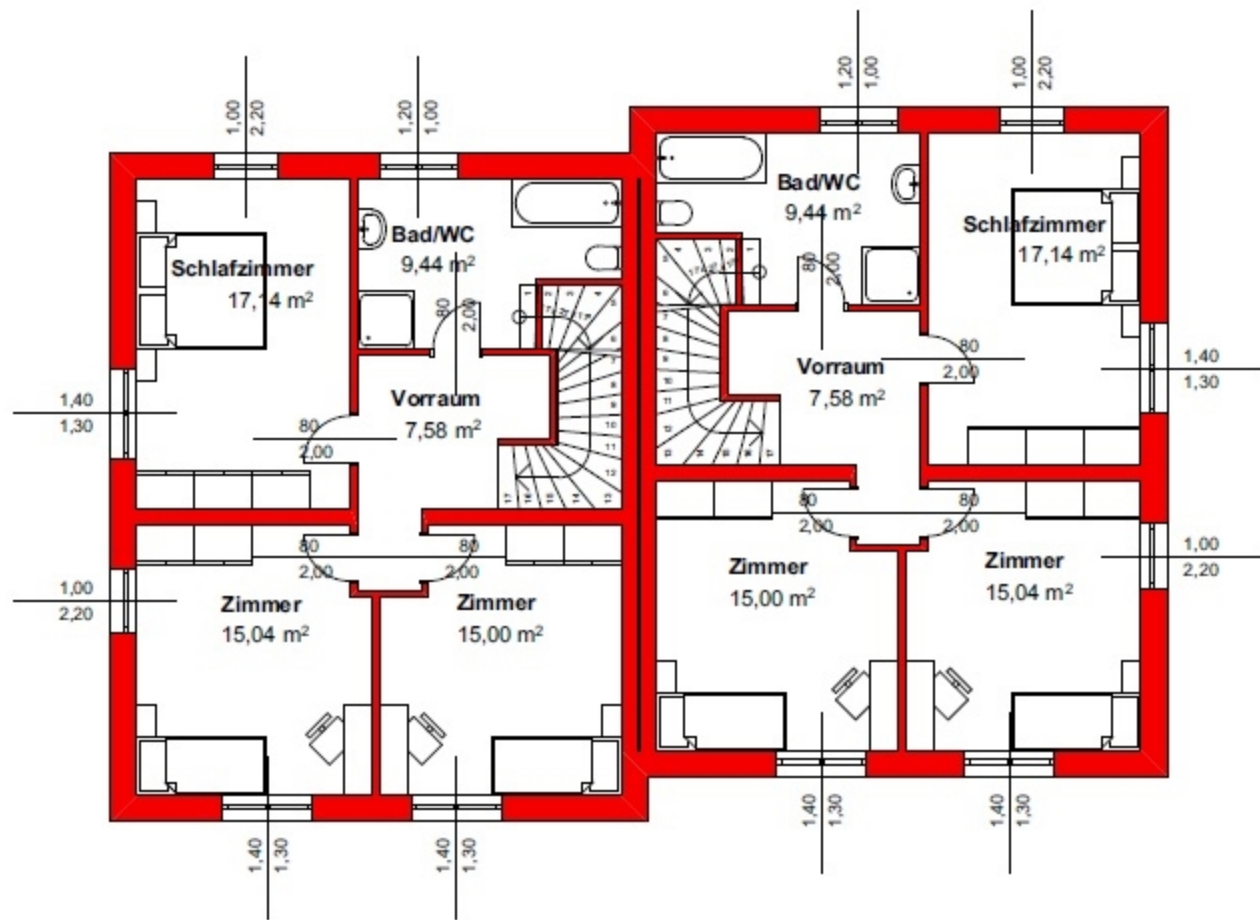 1,00
2,20
1,20
1,00
1,20
1,00
1,00
2,20
Bad/WC
9,44 m²
Schlafzimmer
17,14 m²
80
2,00
Vorraum
7,58 m²
80
2,00
1,40
1,30
80
2,00
80
2,00
Zimmer
15,00 m²
Zimmer
15,04 m²
1,00
2,20
1,40
1,30
1,40
1,30
Schlafzimmer
17,14 m²
Bad/WC
9,44 m²
80
2,00
Vorraum
7,58 m²
1,40
1,30
80
2,00
80
2,00
80
2,00
1,00
2,20
Zimmer
15,04 m²
Zimmer
15,00 m²
1,40
1,30
1,40
1,30